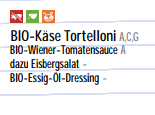 BIO-Käse Tortelloni A,C,G
BIO-Wiener-Tomatensauce A
dazu Eisbergsalat -
BIO-Essig-Öl-Dressing -